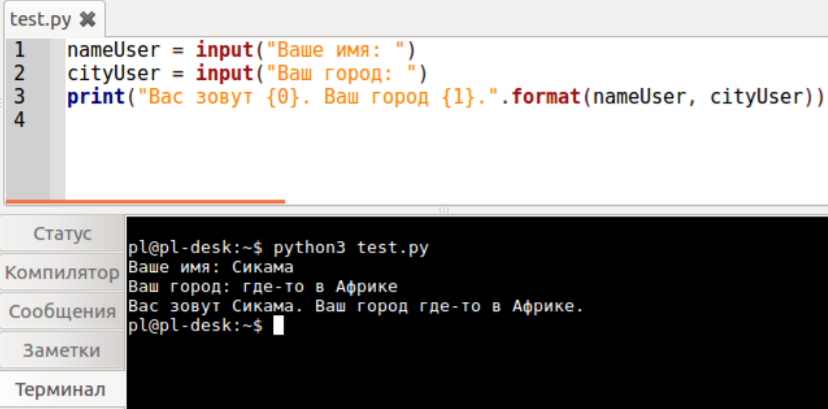 test.py ✖
1 nameUser = input("Ваше имя: ")
2 cityUser = input("Ваш город: ")
3 print("Вас зовут {0}. Ваш город {1}.".format(nameUser, cityUser))
4
Статус
Компилятор
Сообщения
Заметки
Терминал
pl@pl-desk:~$ python3 test.py
Ваше имя: Сикама
Ваш город: где-то в Африке
Вас зовут Сикама. Ваш город где-то в Африке.
pl@pl-desk:~$